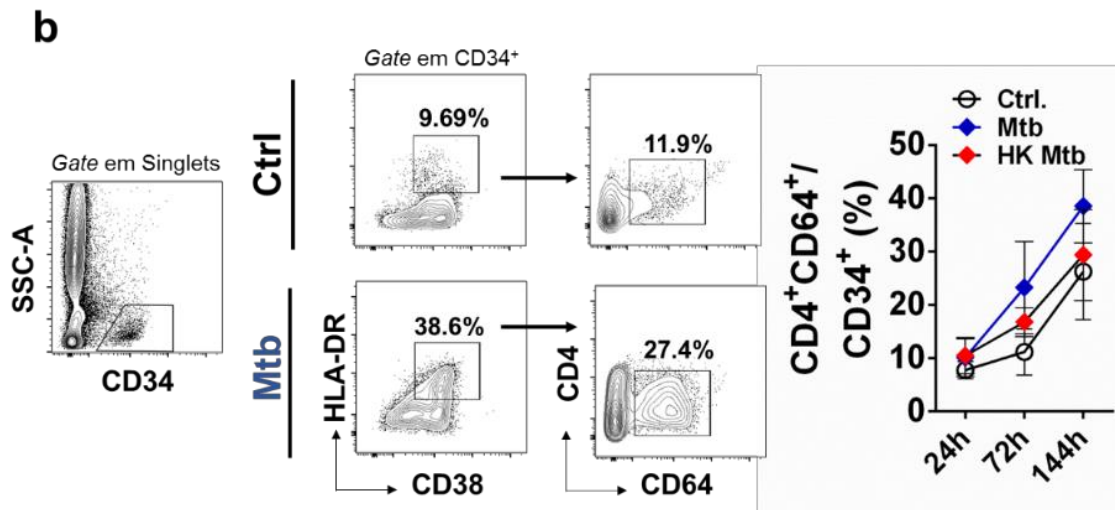 b
Gate em Singlets
SSC-A
CD34
Gate em CD34⁺
Ctrl
9.69%
11.9%
Mtb
38.6%
27.4%
HLA-DR
CD38
CD4
CD64
Ctrl.
Mtb
HK Mtb
CD4⁺CD64⁺/
CD34⁺ (%)
50
40
30
20
10
0
24h
72h
144h